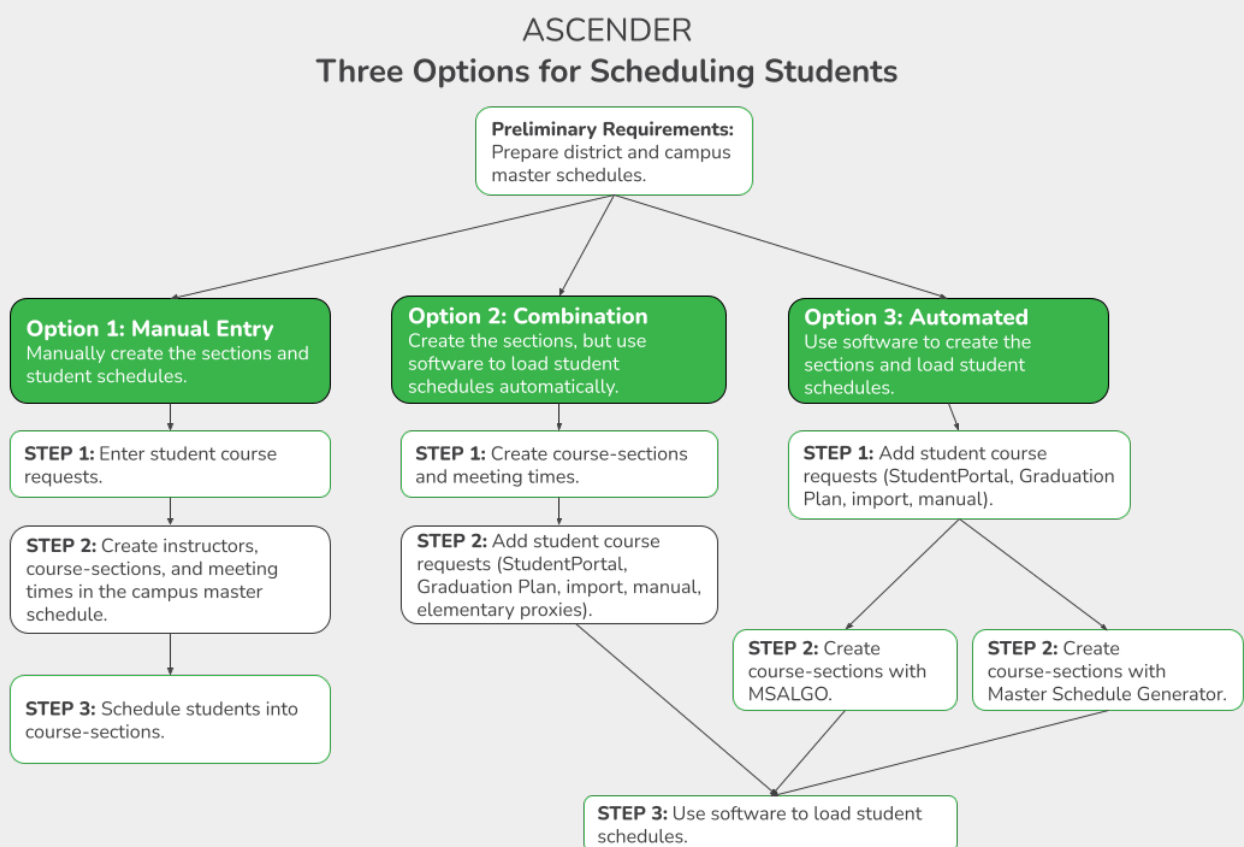 ASCENDER
Three Options for Scheduling Students
Preliminary Requirements:
Prepare district and campus
master schedules.
Option 1: Manual Entry
Manually create the sections and
student schedules.
Option 2: Combination
Create the sections, but use
software to load student
schedules automatically.
Option 3: Automated
Use software to create the
sections and load student
schedules.
STEP 1: Enter student course
requests.
STEP 1: Create course-sections
and meeting times.
STEP 1: Add student course
requests (StudentPortal, Graduation
Plan, import, manual).
STEP 2: Create instructors,
course-sections, and meeting
times in the campus master
schedule.
STEP 2: Add student course
requests (StudentPortal,
Graduation Plan, import, manual,
elementary proxies).
STEP 2: Create
course-sections with
MSALGO.
STEP 2: Create
course-sections with
Master Schedule Generator.
STEP 3: Schedule students into
course-sections.
STEP 3: Use software to load student
schedules.